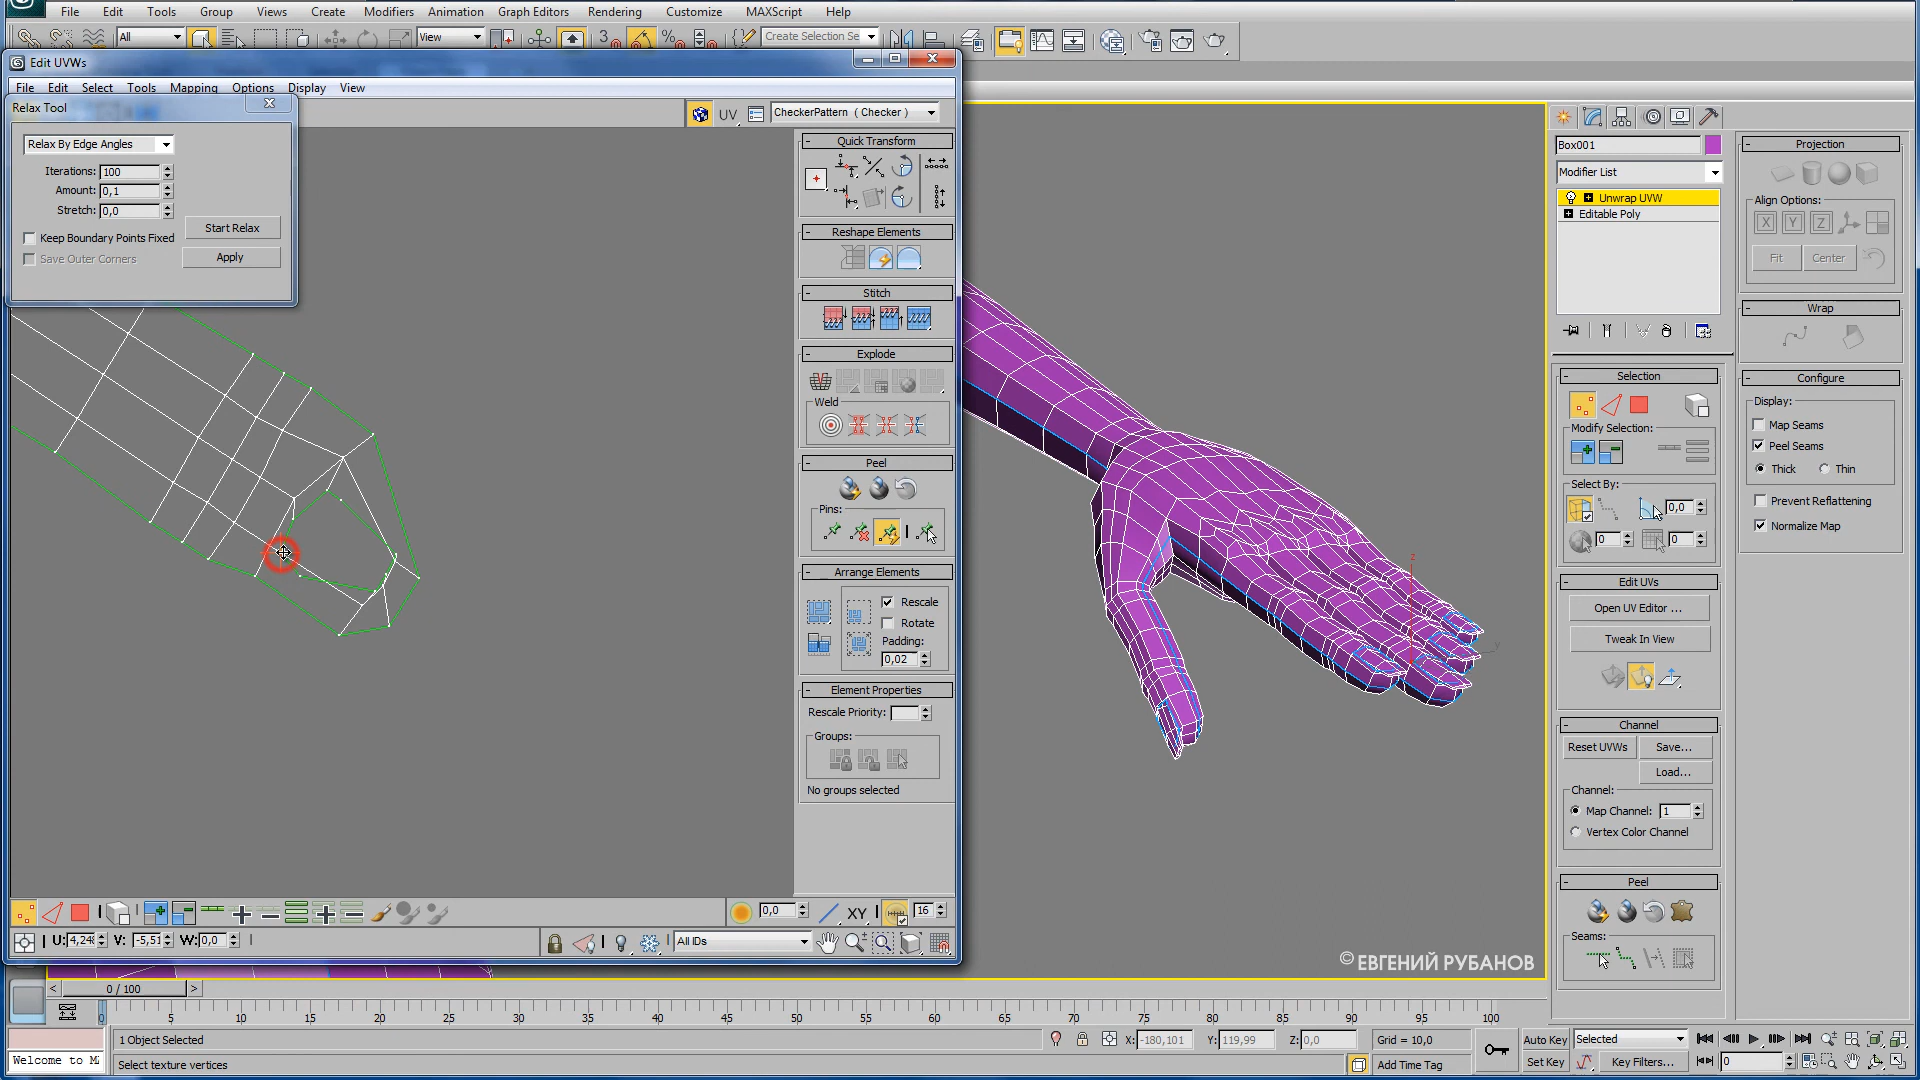 File Edit Tools Group Views Create Modifiers Animation Graph Editors Rendering Customize MAXScript Help
All View Create Selection Se
Edit UVWs
File Edit Select Tools Mapping Options Display View
Relax Tool
UV CheckerPattern ( Checker )
Relax By Edge Angles
Iterations: 100
Amount: 0,1
Stretch: 0,0
Start Relax
Keep Boundary Points Fixed
Save Outer Corners
Apply
Quick Transform
Reshape Elements
Stitch
Explode
Weld
Peel
Pins:
Arrange Elements
Rescale
Rotate
Padding:
0,02
Element Properties
Rescale Priority:
Groups:
No groups selected
0,0 XY 16
U: 4,248 V: -5,51 W: 0,0 All IDs
Box001
Modifier List
Unwrap UVW
Editable Poly
Selection
Modify Selection:
Select By:
0,0
0 0
Edit UVs
Open UV Editor ...
Tweak In View
Channel
Reset UVWs Save...
Load...
Channel:
Map Channel: 1
Vertex Color Channel
Peel
Seams:
Projection
Align Options:
X Y Z
Fit Center
Wrap
Configure
Display:
Map Seams
Peel Seams
Thick Thin
Prevent Reflattening
Normalize Map
© ЕВГЕНИЙ РУБАНОВ
0 / 100
5 10 15 20 25 30 35 40 45 50 55 60 65 70 75 80 85 90 95 100
1 Object Selected X: -180,101 Y: 119,99 Z: 0,0 Grid = 10,0 Auto Key Selected
Welcome to Select texture vertices Add Time Tag Set Key Key Filters... 0